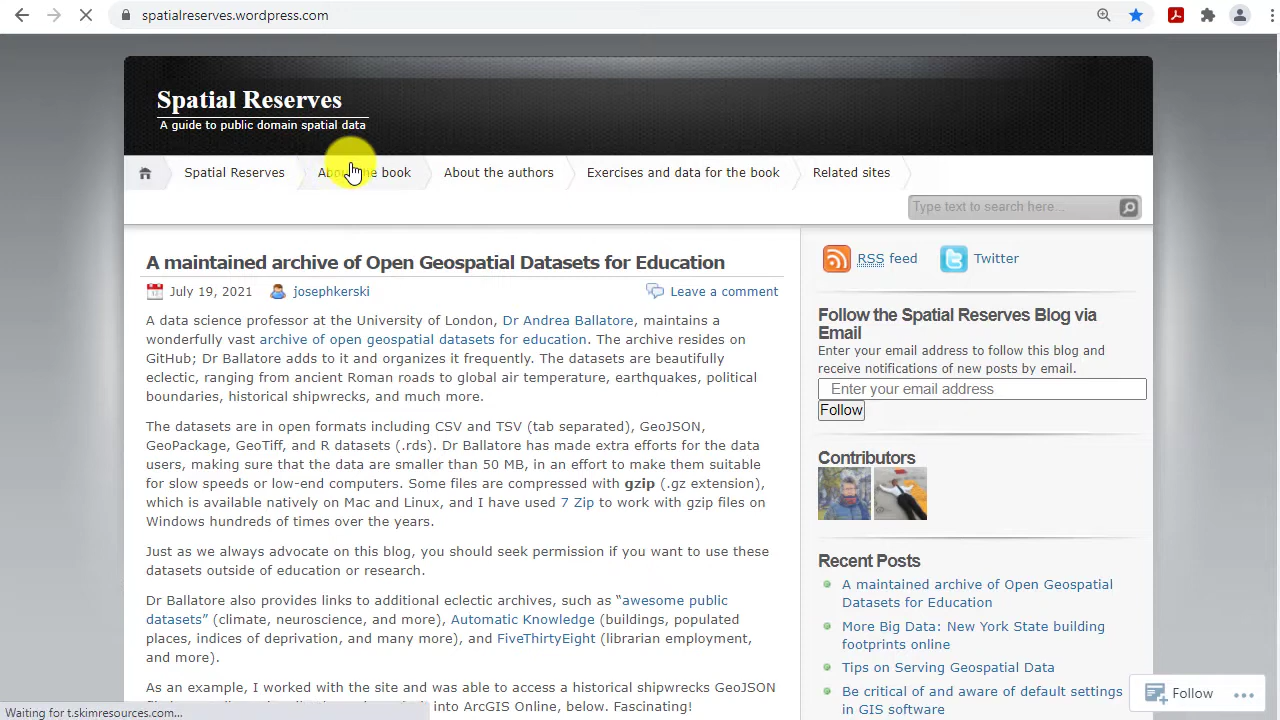 spatialreserves.wordpress.com
Spatial Reserves
A guide to public domain spatial data
Spatial Reserves
About the book
About the authors
Exercises and data for the book
Related sites
Type text to search here...
A maintained archive of Open Geospatial Datasets for Education
July 19, 2021 josephkerski Leave a comment
A data science professor at the University of London, Dr Andrea Ballatore, maintains a
wonderfully vast archive of open geospatial datasets for education. The archive resides on
GitHub; Dr Ballatore adds to it and organizes it frequently. The datasets are beautifully
eclectic, ranging from ancient Roman roads to global air temperature, earthquakes, political
boundaries, historical shipwrecks, and much more.
The datasets are in open formats including CSV and TSV (tab separated), GeoJSON,
GeoPackage, GeoTiff, and R datasets (.rds). Dr Ballatore has made extra efforts for the data
users, making sure that the data are smaller than 50 MB, in an effort to make them suitable
for slow speeds or low-end computers. Some files are compressed with gzip (.gz extension),
which is available natively on Mac and Linux, and I have used 7 Zip to work with gzip files on
Windows hundreds of times over the years.
Just as we always advocate on this blog, you should seek permission if you want to use these
datasets outside of education or research.
Dr Ballatore also provides links to additional eclectic archives, such as “awesome public
datasets” (climate, neuroscience, and more), Automatic Knowledge (buildings, populated
places, indices of deprivation, and many more), and FiveThirtyEight (librarian employment,
and more).
As an example, I worked with the site and was able to access a historical shipwrecks GeoJSON
ArcGIS Online, below. Fascinating!
RSS feed
Twitter
Follow the Spatial Reserves Blog via
Email
Enter your email address to follow this blog and
receive notifications of new posts by email.
Enter your email address
Follow
Contributors
Recent Posts
A maintained archive of Open Geospatial
Datasets for Education
More Big Data: New York State building
footprints online
Tips on Serving Geospatial Data
Be critical of and aware of default settings
in GIS software
Follow
Waiting for t.skimresources.com...